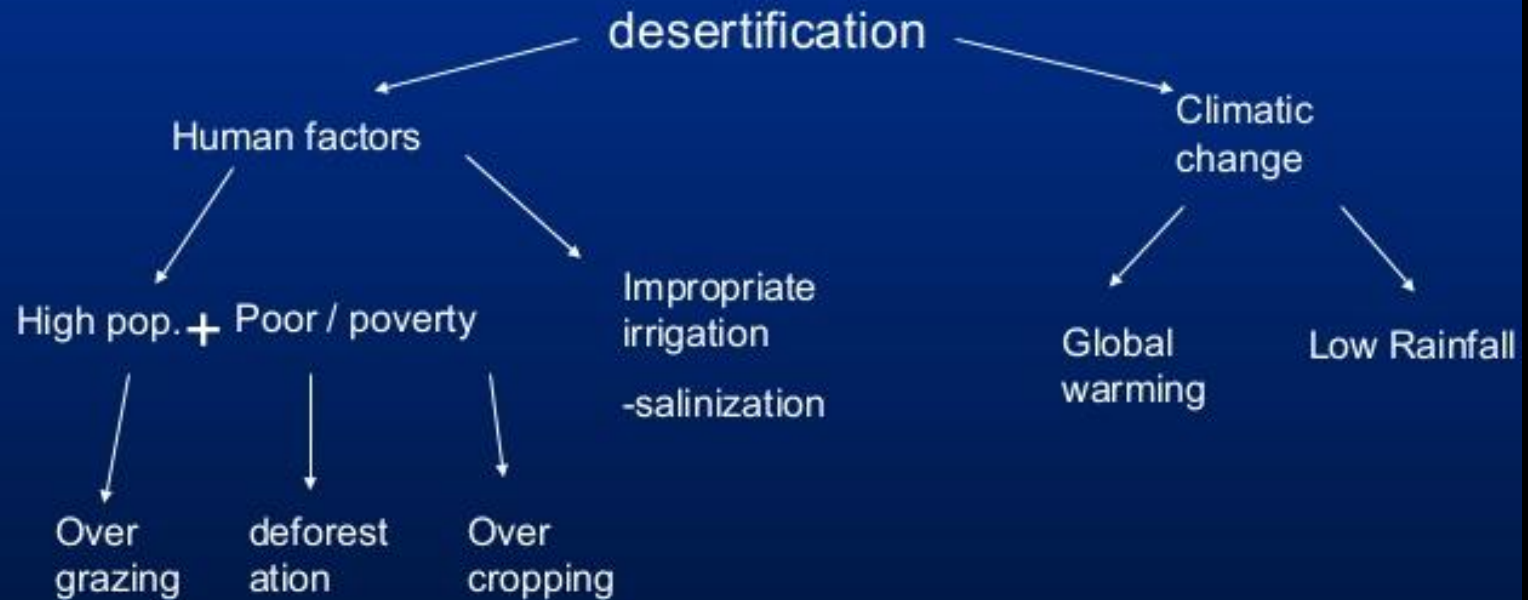 desertification
Human factors
Climatic
change
High pop. + Poor / poverty
Impropriate
irrigation
-salinization
Global
warming
Low Rainfall
Over
grazing
deforest
ation
Over
cropping